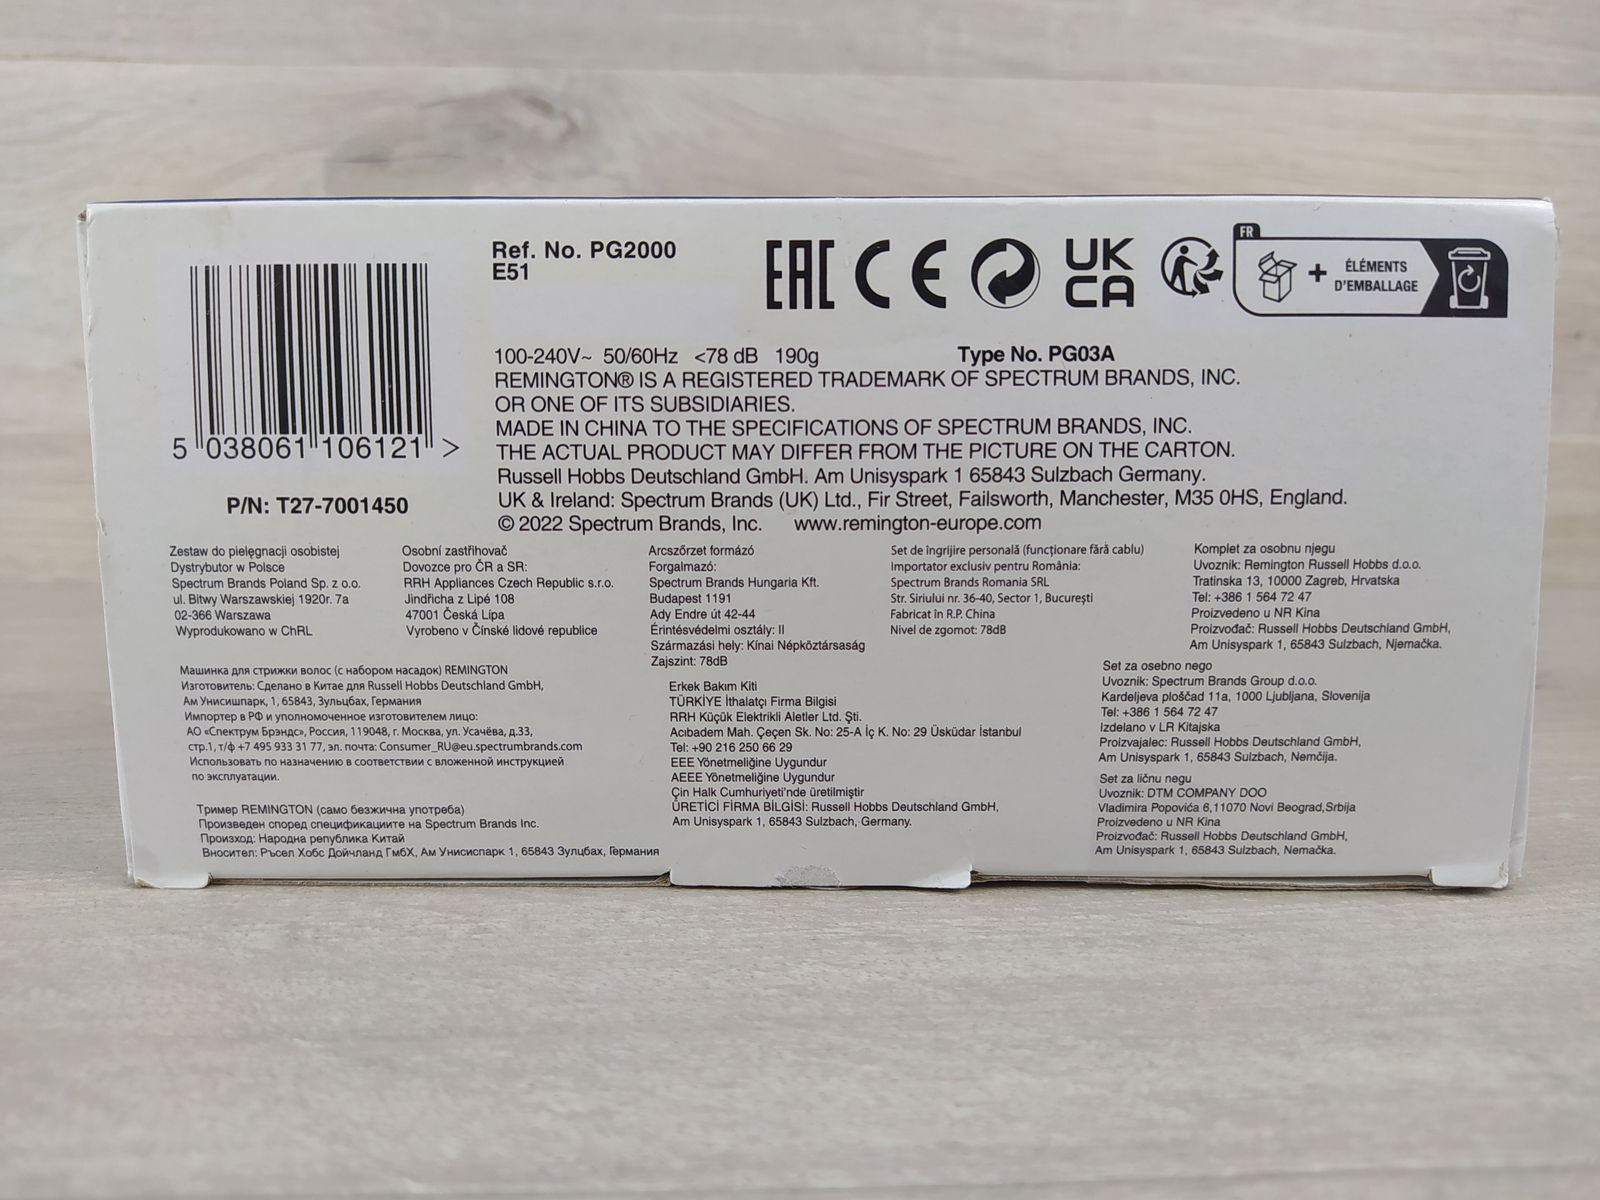 Ref. No. PG2000
E51
EAC CE UK
CA
FR
ÉLÉMENTS
D'EMBALLAGE
5 038061 106121 >
P/N: T27-7001450
100-240V~ 50/60Hz <78 dB 190g Type No. PG03A
REMINGTON® IS A REGISTERED TRADEMARK OF SPECTRUM BRANDS, INC.
OR ONE OF ITS SUBSIDIARIES.
MADE IN CHINA TO THE SPECIFICATIONS OF SPECTRUM BRANDS, INC.
THE ACTUAL PRODUCT MAY DIFFER FROM THE PICTURE ON THE CARTON.
Russell Hobbs Deutschland GmbH. Am Unisyspark 1 65843 Sulzbach Germany.
UK & Ireland: Spectrum Brands (UK) Ltd., Fir Street, Failsworth, Manchester, M35 0HS, England.
© 2022 Spectrum Brands, Inc. www.remington-europe.com
Zestaw do pielęgnacji osobistej
Dystrybutor w Polsce
Spectrum Brands Poland Sp. z o.o.
ul. Bitwy Warszawskiej 1920r. 7a
02-366 Warszawa
Wyprodukowano w ChRL
Osobní zastřihovač
Dovozce pro ČR a SR:
RRH Appliances Czech Republic s.r.o.
Jindřicha z Lipé 108
47001 Česká Lípa
Vyrobeno v Čínské lidové republice
Arcszőrzet formázó
Forgalmazó:
Spectrum Brands Hungaria Kft.
Budapest 1191
Ady Endre út 42-44
Érintésvédelmi osztály: II
Származási hely: Kínai Népköztársaság
Zajszint: 78dB
Set de îngrijire personală (funcționare fără cablu)
Importator exclusiv pentru România:
Spectrum Brands Romania SRL
Str. Siriului nr. 36-40, Sector 1, București
Fabricat în R.P. China
Nivel de zgomot: 78dB
Komplet za osobnu njegu
Uvoznik: Remington Russell Hobbs d.o.o.
Tratinska 13, 10000 Zagreb, Hrvatska
Tel: +386 1 564 72 47
Proizvedeno u NR Kina
Proizvođač: Russell Hobbs Deutschland GmbH,
Am Unisyspark 1, 65843 Sulzbach, Njemačka.
Машинка для стрижки волос (с набором насадок) REMINGTON
Изготовитель: Сделано в Китае для Russell Hobbs Deutschland GmbH,
Ам Унисишпарк, 1, 65843, Зульцбах, Германия
Импортер в РФ и уполномоченное изготовителем лицо:
АО «Спектрум Брэндс», Россия, 119048, г. Москва, ул. Усачёва, д.33,
стр.1, т/ф +7 495 933 31 77, эл. почта: Consumer_RU@eu.spectrumbrands.com
Использовать по назначению в соответствии с вложенной инструкцией
по эксплуатации.
Тример REMINGTON (само безжична употреба)
Произведен според спецификациите на Spectrum Brands Inc.
Произход: Народна република Китай
Вносител: Ръсел Хобс Дойчланд ГмбХ, Ам Унисиспарк 1, 65843 Зулцбах, Германия
Erkek Bakım Kiti
TÜRKİYE İthalatçı Firma Bilgisi
RRH Küçük Elektrikli Aletler Ltd. Şti.
Acıbadem Mah. Çeçen Sk. No: 25-A İç K. No: 29 Üsküdar İstanbul
Tel: +90 216 250 66 29
EEE Yönetmeliğine Uygundur
AEEE Yönetmeliğine Uygundur
Çin Halk Cumhuriyeti'nde üretilmiştir
ÜRETİCİ FİRMA BİLGİSİ: Russell Hobbs Deutschland GmbH,
Am Unisyspark 1, 65843 Sulzbach, Germany.
Set za osebno nego
Uvoznik: Spectrum Brands Group d.o.o.
Kardeljeva ploščad 11a, 1000 Ljubljana, Slovenija
Tel: +386 1 564 72 47
Izdelano v LR Kitajska
Proizvajalec: Russell Hobbs Deutschland GmbH,
Am Unisyspark 1, 65843 Sulzbach, Nemčija.
Set za ličnu negu
Uvoznik: DTM COMPANY DOO
Vladimira Popovića 6,11070 Novi Beograd,Srbija
Proizvedeno u NR Kina
Proizvođač: Russell Hobbs Deutschland GmbH,
Am Unisyspark 1, 65843 Sulzbach, Nemačka.